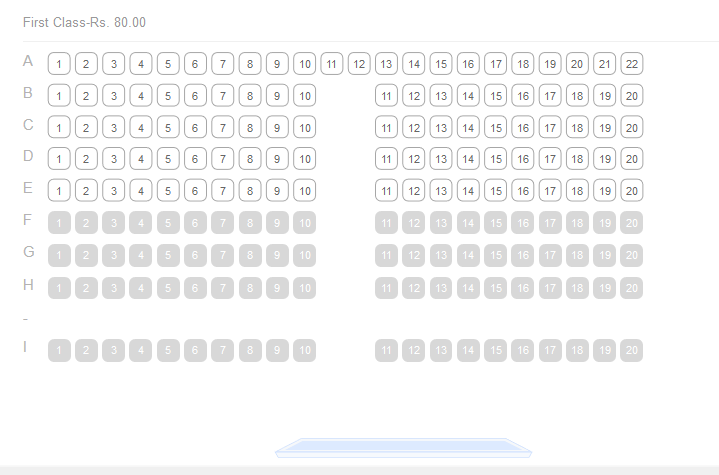 First Class-Rs. 80.00
A 1 2 3 4 5 6 7 8 9 10 11 12 13 14 15 16 17 18 19 20 21 22
B 1 2 3 4 5 6 7 8 9 10 11 12 13 14 15 16 17 18 19 20
C 1 2 3 4 5 6 7 8 9 10 11 12 13 14 15 16 17 18 19 20
D 1 2 3 4 5 6 7 8 9 10 11 12 13 14 15 16 17 18 19 20
E 1 2 3 4 5 6 7 8 9 10 11 12 13 14 15 16 17 18 19 20
F 1 2 3 4 5 6 7 8 9 10 11 12 13 14 15 16 17 18 19 20
G 1 2 3 4 5 6 7 8 9 10 11 12 13 14 15 16 17 18 19 20
H 1 2 3 4 5 6 7 8 9 10 11 12 13 14 15 16 17 18 19 20
-
I 1 2 3 4 5 6 7 8 9 10 11 12 13 14 15 16 17 18 19 20